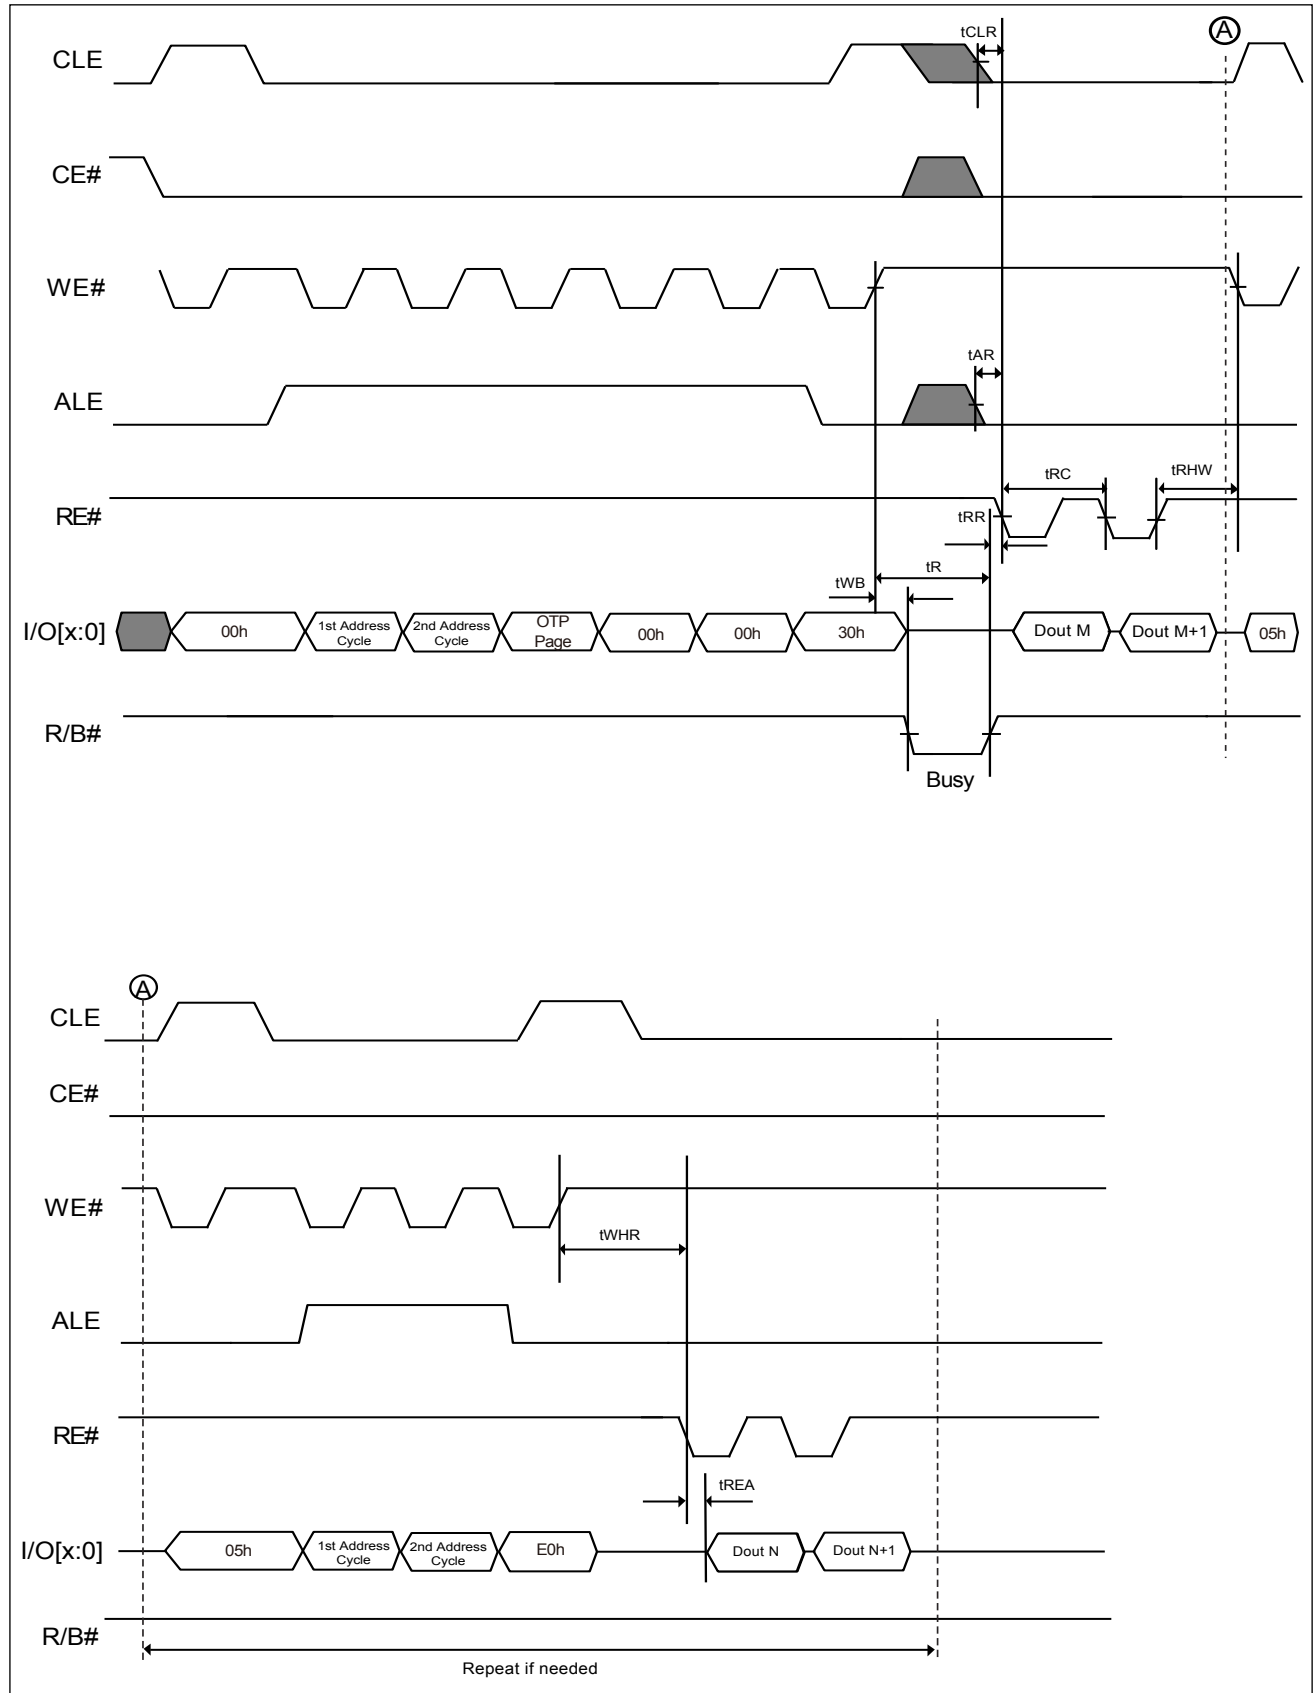 tCLR
A
CLE
CE#
WE#
tAR
ALE
tRC
tRHW
RE#
tRR
tR
tWB
I/O[x:0]
00h
1st Address
Cycle
2nd Address
Cycle
OTP
Page
00h
00h
30h
Dout M
Dout M+1
05h
R/B#
Busy
A
CLE
CE#
WE#
tWHR
ALE
RE#
tREA
I/O[x:0]
05h
1st Address
Cycle
2nd Address
Cycle
E0h
Dout N
Dout N+1
R/B#
Repeat if needed